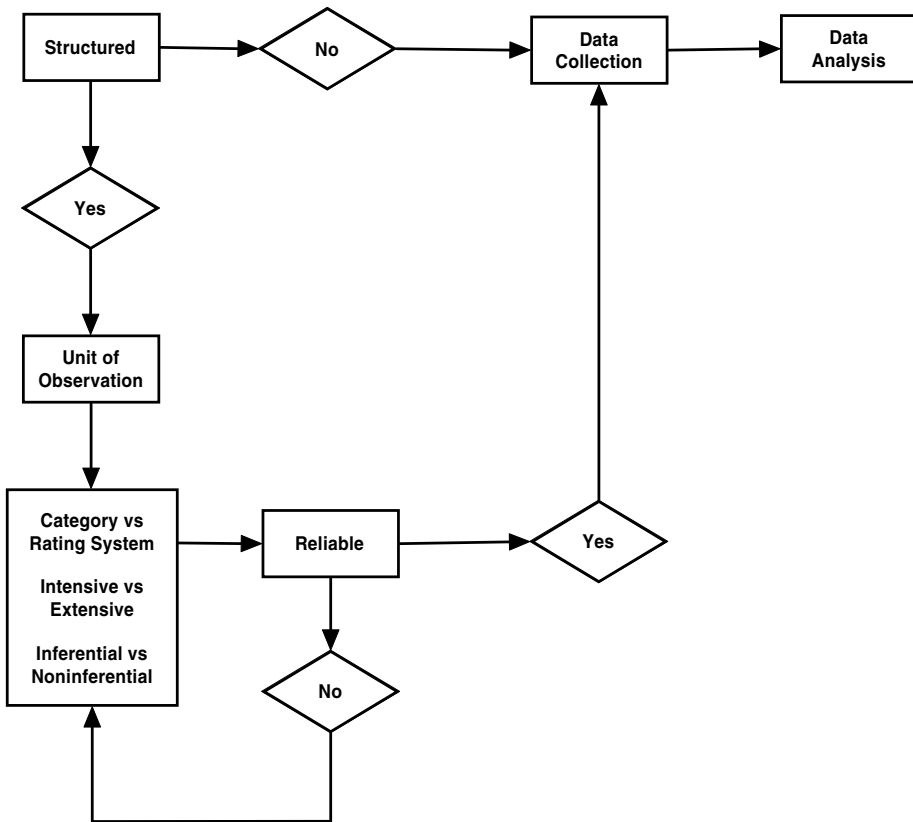 Structured
No
Data
Collection
Data
Analysis
Yes
Unit of
Observation
Category vs
Rating System
Intensive vs
Extensive
Inferential vs
Noninferential
Reliable
Yes
No